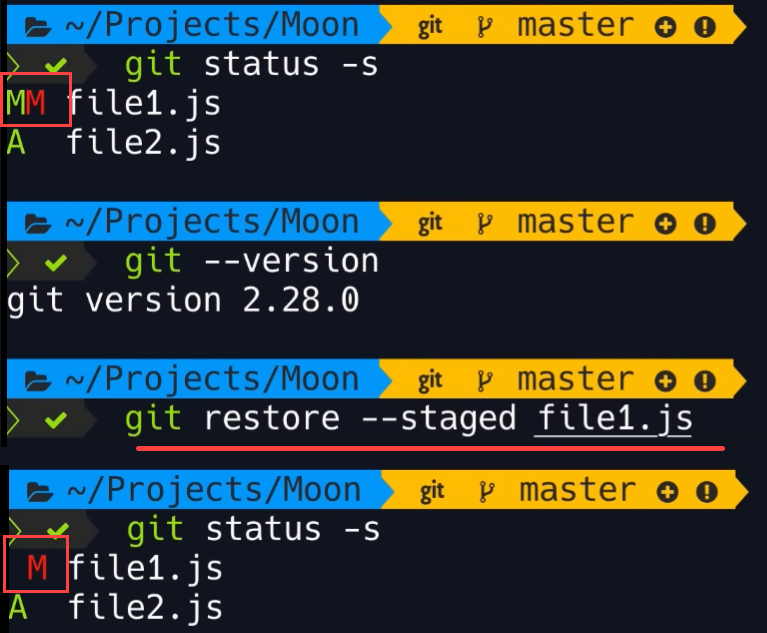 ~/Projects/Moon git master
git status -s
MM file1.js
A file2.js
~/Projects/Moon git master
git --version
git version 2.28.0
~/Projects/Moon git master
git restore --staged file1.js
~/Projects/Moon git master
git status -s
M file1.js
A file2.js